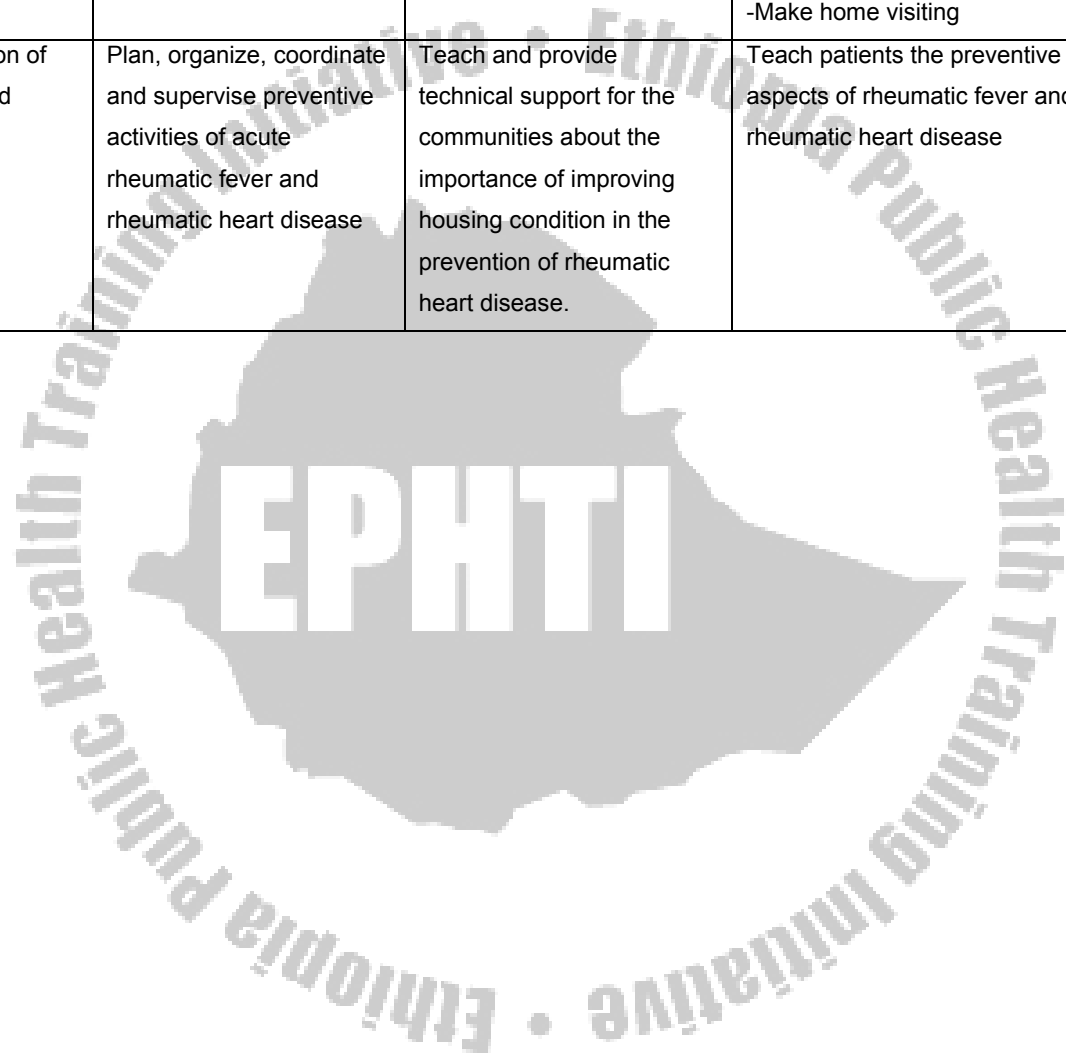 -Make home visiting
on of
d
Plan, organize, coordinate
and supervise preventive
activities of acute
rheumatic fever and
rheumatic heart disease
Teach and provide
technical support for the
communities about the
importance of improving
housing condition in the
prevention of rheumatic
heart disease.
Teach patients the preventive
aspects of rheumatic fever and
rheumatic heart disease
Ethiopia Public Health Training Initiative • Ethiopia Public Health Training Initiative •
EPHTI